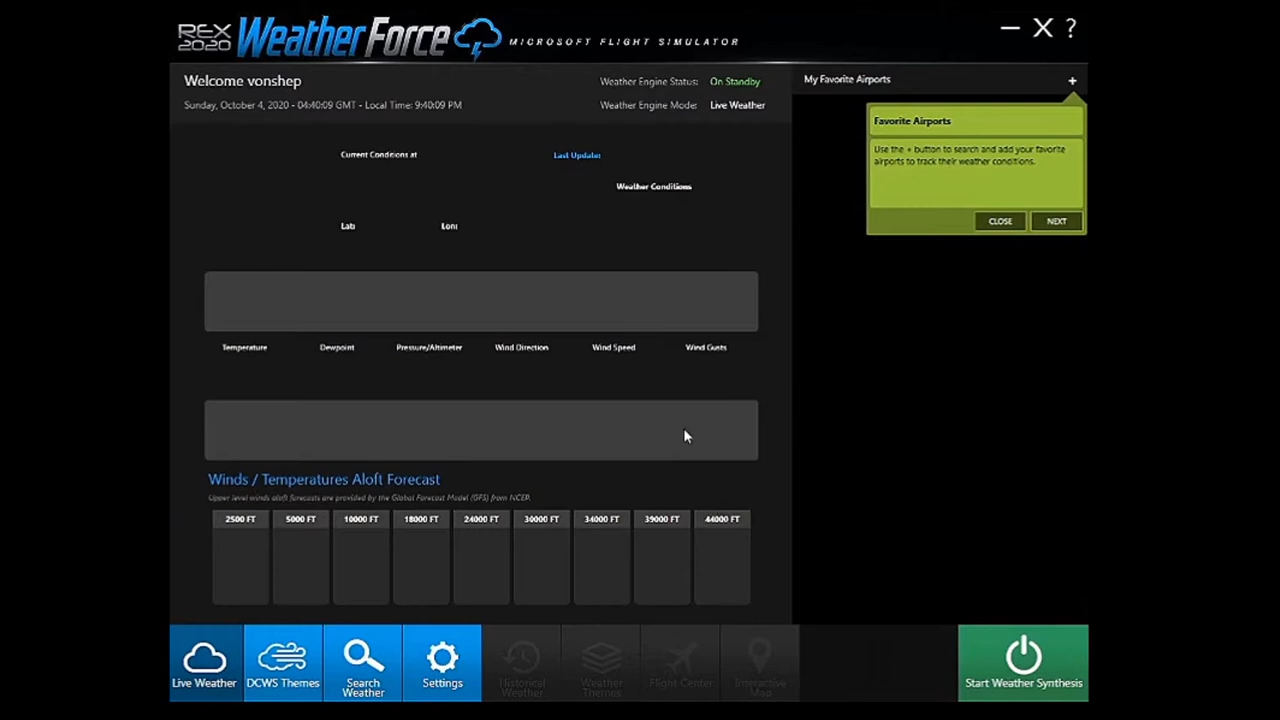 REX 2020 WeatherForce MICROSOFT FLIGHT SIMULATOR
— X ?
Welcome vonshep
Weather Engine Status: On Standby
Sunday, October 4, 2020 - 04:40:09 GMT - Local Time: 9:40:09 PM
Weather Engine Mode: Live Weather
My Favorite Airports +
Favorite Airports
Use the + button to search and add your favorite
airports to track their weather conditions.
CLOSE NEXT
Current Conditions at
Last Update:
Weather Conditions
Lat: Lon:
Temperature Dewpoint Pressure/Altimeter Wind Direction Wind Speed Wind Gusts
Winds / Temperatures Aloft Forecast
Upper level winds aloft forecasts are provided by the Global Forecast Model (GFS) from NCEP.
2500 FT 5000 FT 10000 FT 18000 FT 24000 FT 30000 FT 34000 FT 39000 FT 44000 FT
Live Weather
DCWS Themes
Search
Weather
Settings
Historical
Weather
Weather
Themes
Flight Center
Interactive
Map
Start Weather Synthesis